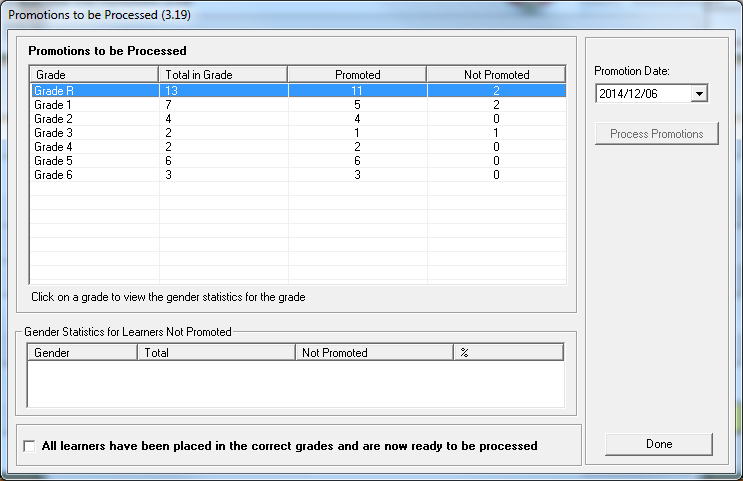 Promotions to be Processed (3.19)
Promotions to be Processed
Grade Total in Grade Promoted Not Promoted
Grade R 13 11 2
Grade 1 7 5 2
Grade 2 4 4 0
Grade 3 2 1 1
Grade 4 2 2 0
Grade 5 6 6 0
Grade 6 3 3 0
Click on a grade to view the gender statistics for the grade
Promotion Date:
2014/12/06
Process Promotions
Gender Statistics for Learners Not Promoted
Gender Total Not Promoted %
All learners have been placed in the correct grades and are now ready to be processed
Done